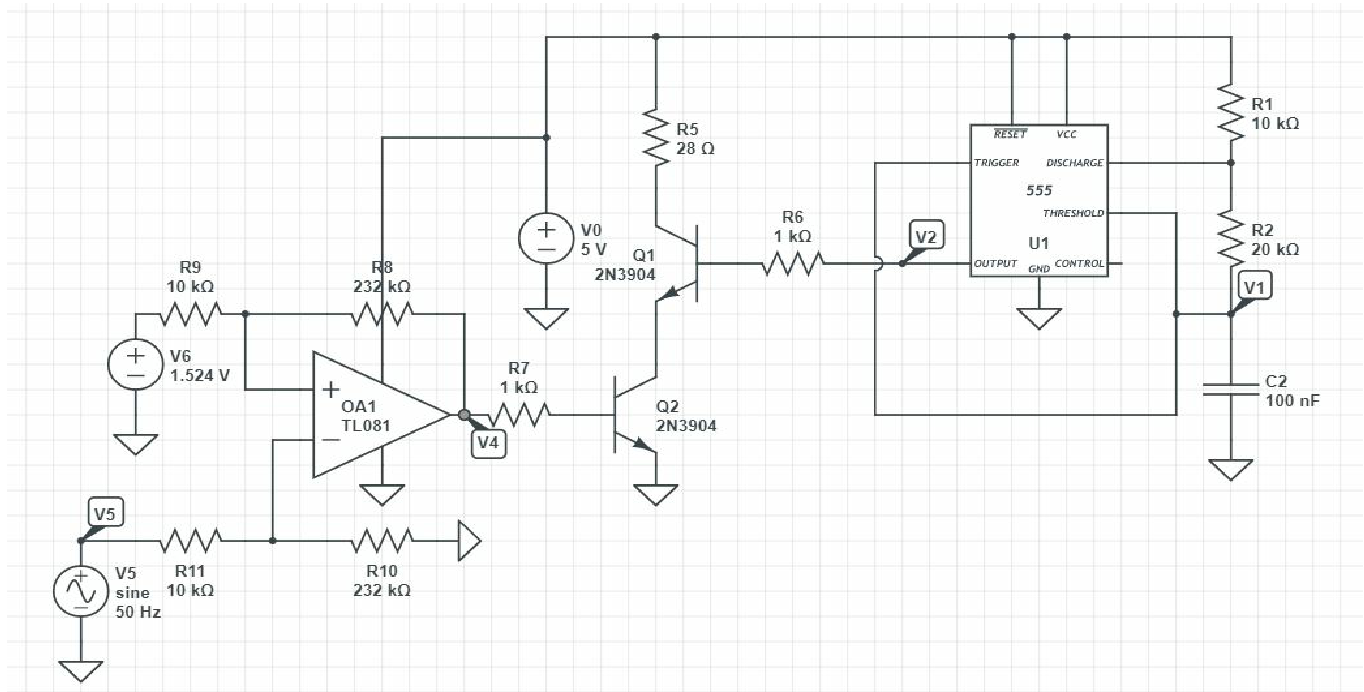 R5
28 Ω
RESET VCC
TRIGGER DISCHARGE
555
THRESHOLD
U1
OUTPUT GND CONTROL
R1
10 kΩ
R2
20 kΩ
V1
C2
100 nF
V2
R6
1 kΩ
Q1
2N3904
V0
5 V
R9
10 kΩ
R8
232 kΩ
V6
1.524 V
+
OA1
TL081
R7
1 kΩ
V4
Q2
2N3904
V5
V5
sine
50 Hz
R11
10 kΩ
R10
232 kΩ